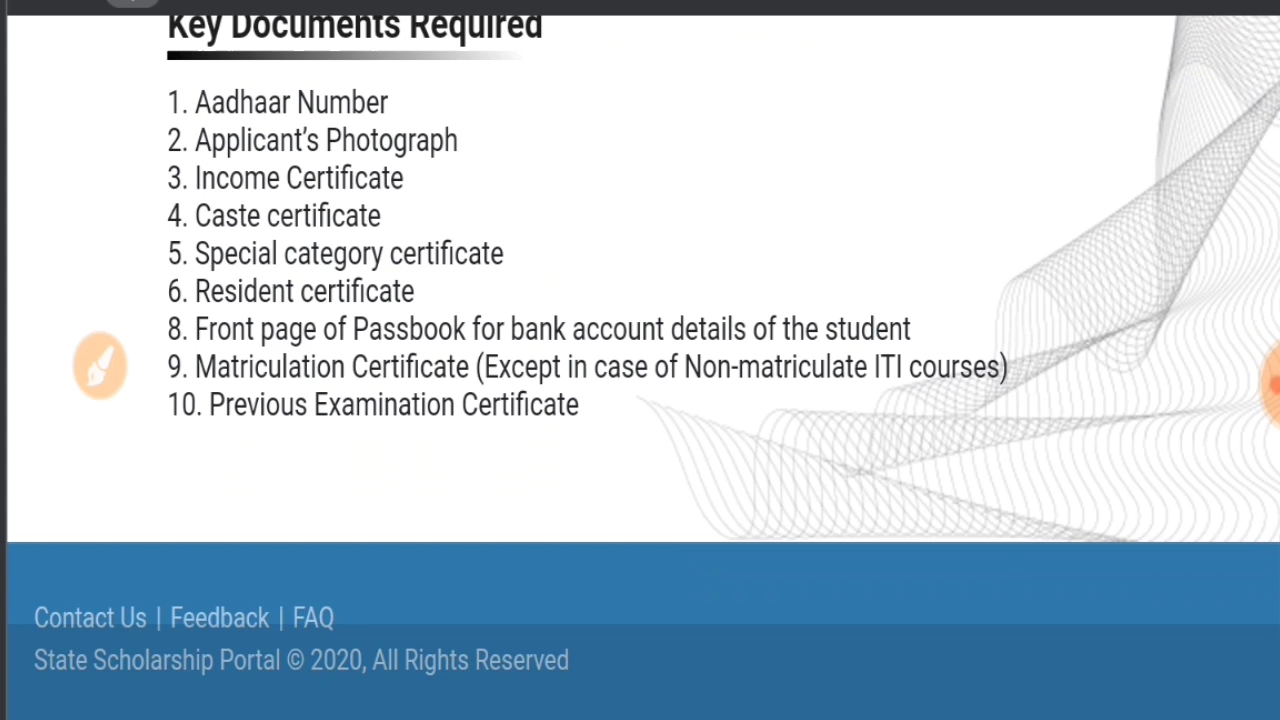 Key Documents Required
1. Aadhaar Number
2. Applicant’s Photograph
3. Income Certificate
4. Caste certificate
5. Special category certificate
6. Resident certificate
8. Front page of Passbook for bank account details of the student
9. Matriculation Certificate (Except in case of Non-matriculate ITI courses)
10. Previous Examination Certificate
Contact Us | Feedback | FAQ
State Scholarship Portal © 2020, All Rights Reserved